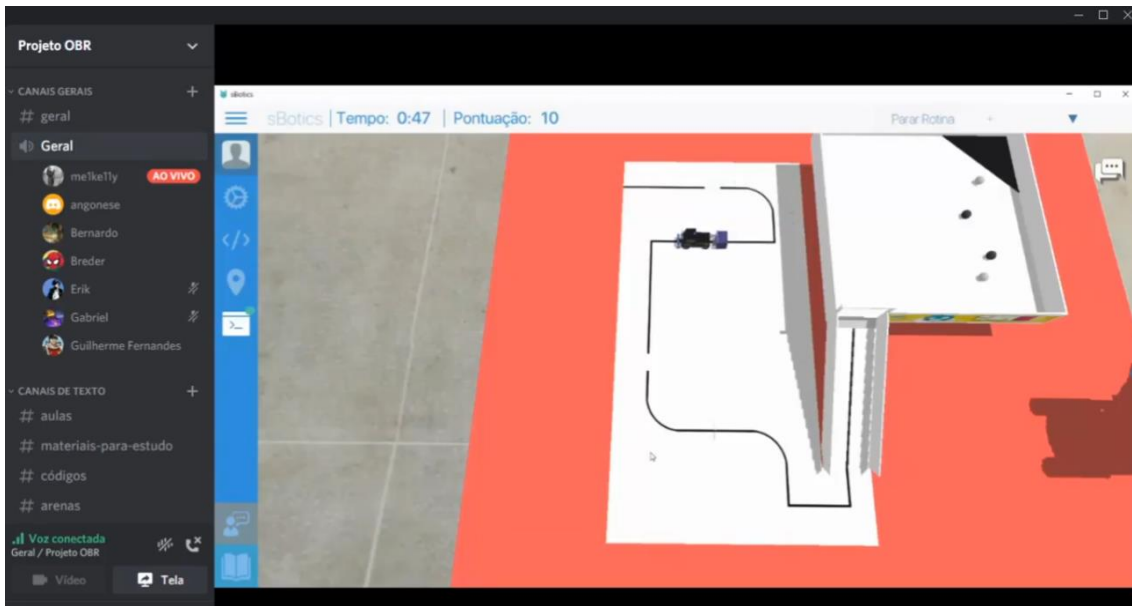 Projeto OBR
CANAIS GERAIS
# geral
Geral
me1ke11y AO VIVO
angonese
Bernardo
Breder
Erik
Gabriel
Guilherme Fernandes
CANAIS DE TEXTO
# aulas
# materiais-para-estudo
# códigos
# arenas
Voz conectada
Geral / Projeto OBR
Vídeo Tela
sBotics
sBotics | Tempo: 0:47 | Pontuação: 10
Parar Rotina +